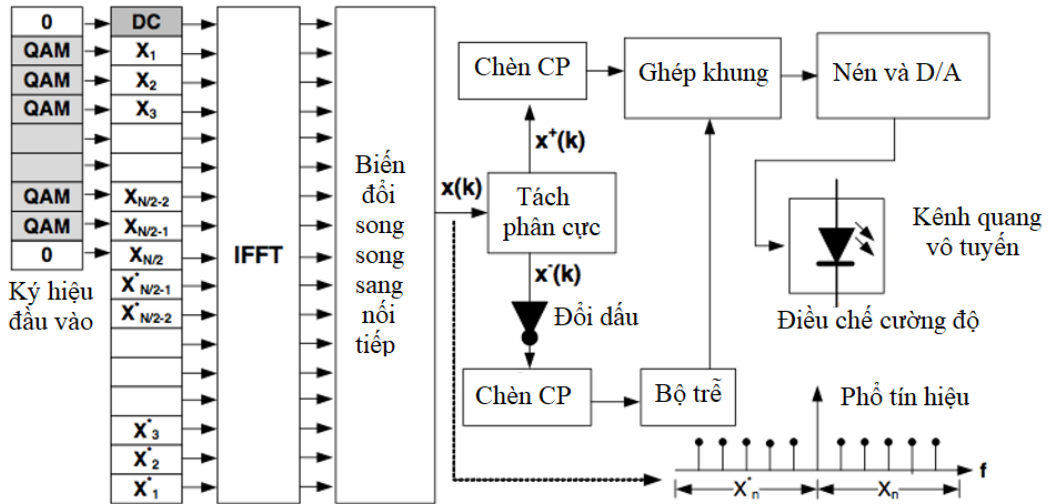 0
QAM
QAM
QAM
QAM
QAM
0
Ký hiệu
đầu vào
DC
X1
X2
X3
XN/2-2
XN/2-1
XN/2
X*N/2-1
X*N/2-2
X*3
X*2
X*1
IFFT
Biến
đổi
song
song
sang
nối
tiếp
x(k)
Chèn CP
x+(k)
Tách
phân cực
x-(k)
Đổi dấu
Chèn CP
Bộ trễ
Ghép khung
Nén và D/A
Kênh quang
vô tuyến
Điều chế cường độ
Phổ tín hiệu
f
X*n
Xn